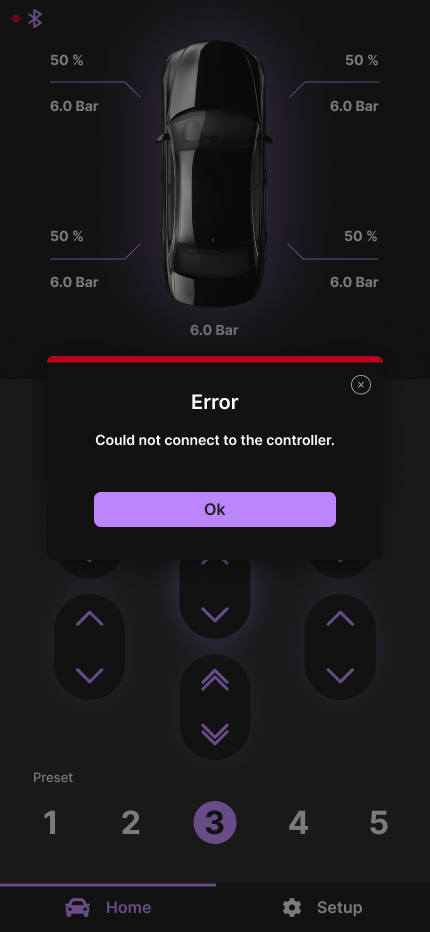 50 %
50 %
6.0 Bar
6.0 Bar
50 %
50 %
6.0 Bar
6.0 Bar
6.0 Bar
Error
Could not connect to the controller.
Ok
Preset
1 2 3 4 5
Home
Setup